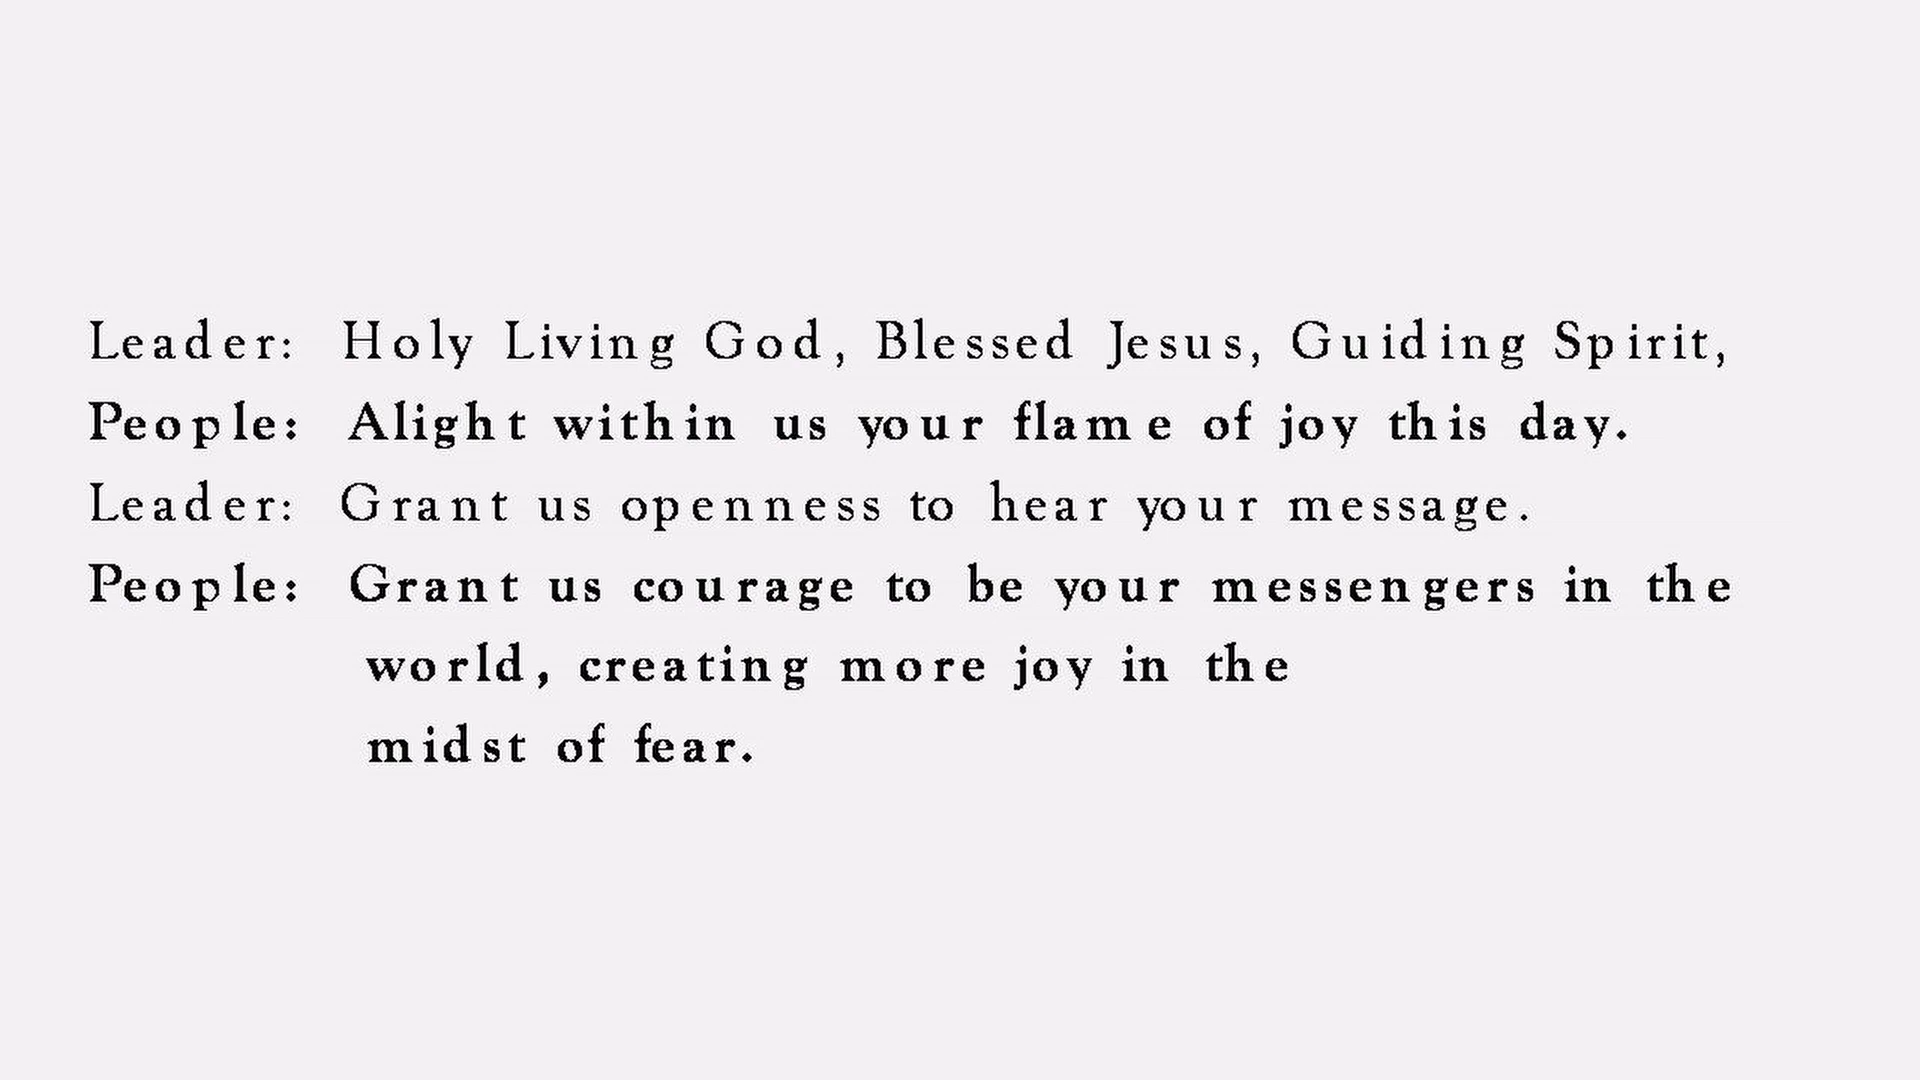 Leader: Holy Living God, Blessed Jesus, Guiding Spirit,
People: Alight within us your flame of joy this day.
Leader: Grant us openness to hear your message.
People: Grant us courage to be your messengers in the
world, creating more joy in the
midst of fear.